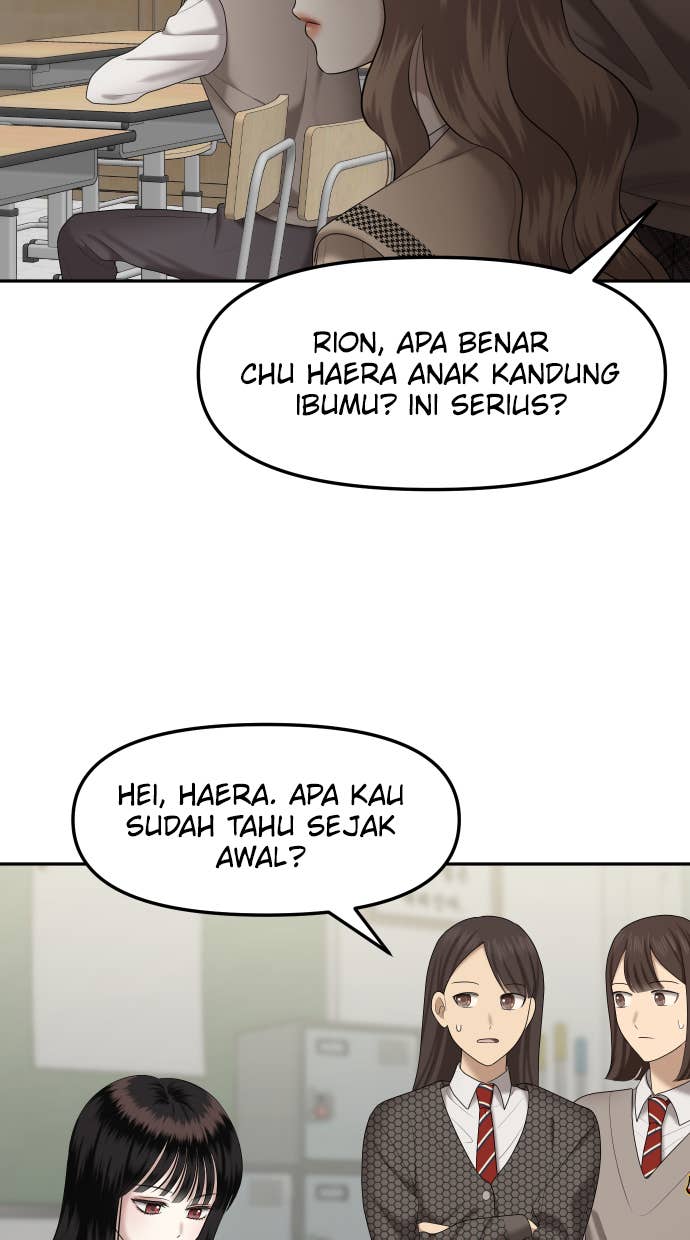 RION, APA BENAR
CHU HAERA ANAK KANDUNG
IBUMU? INI SERIUS?
HEI, HAERA. APA KAU
SUDAH TAHU SEJAK
AWAL?